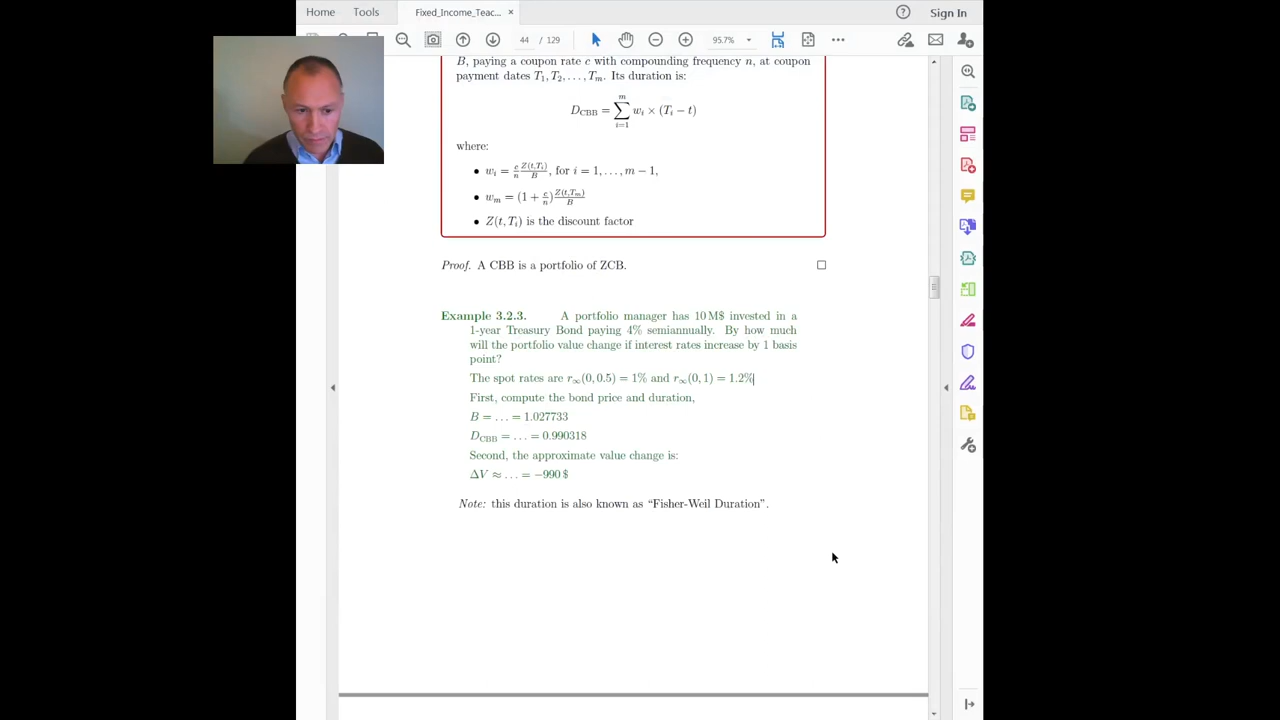 Home Tools Fixed_Income_Teac... × ? Sign In
44 / 129 95.7%
B, paying a coupon rate c with compounding frequency n, at coupon
payment dates T₁, T₂, . . . , Tₘ. Its duration is:
D_CBB = ∑_{i=1}^{m} wᵢ × (Tᵢ − t)
where:
• wᵢ = c/n Z(t,Tᵢ)/B, for i = 1, . . . , m − 1,
• wₘ = (1 + c/n) Z(t,Tₘ)/B
• Z(t, Tᵢ) is the discount factor
Proof. A CBB is a portfolio of ZCB. □
Example 3.2.3. A portfolio manager has 10 M$ invested in a
1-year Treasury Bond paying 4% semiannually. By how much
will the portfolio value change if interest rates increase by 1 basis
point?
The spot rates are r∞(0, 0.5) = 1% and r∞(0, 1) = 1.2%
First, compute the bond price and duration,
B = . . . = 1.027733
D_CBB = . . . = 0.990318
Second, the approximate value change is:
ΔV ≈ . . . = −990 $
Note: this duration is also known as “Fisher-Weil Duration”.